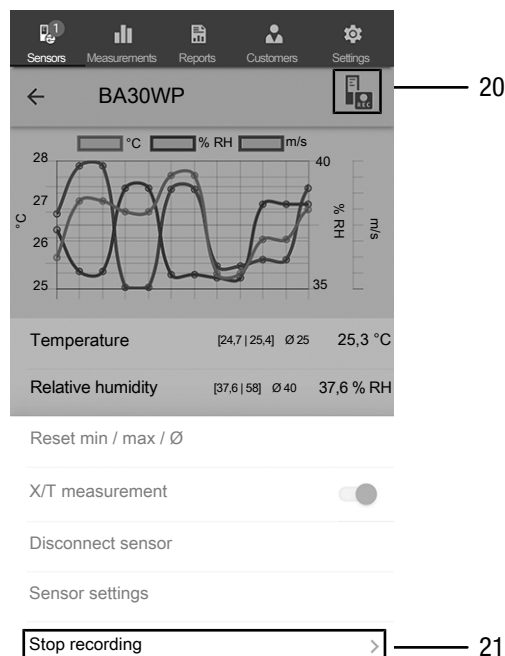 1
Sensors Measurements Reports Customers Settings
BA30WP
REC
20
°C % RH m/s
28
27
26
25
°C
40
35
% RH
m/s
Temperature [24,7 | 25,4] Ø 25 25,3 °C
Relative humidity [37,6 | 58] Ø 40 37,6 % RH
Reset min / max / Ø
X/T measurement
Disconnect sensor
Sensor settings
Stop recording
21